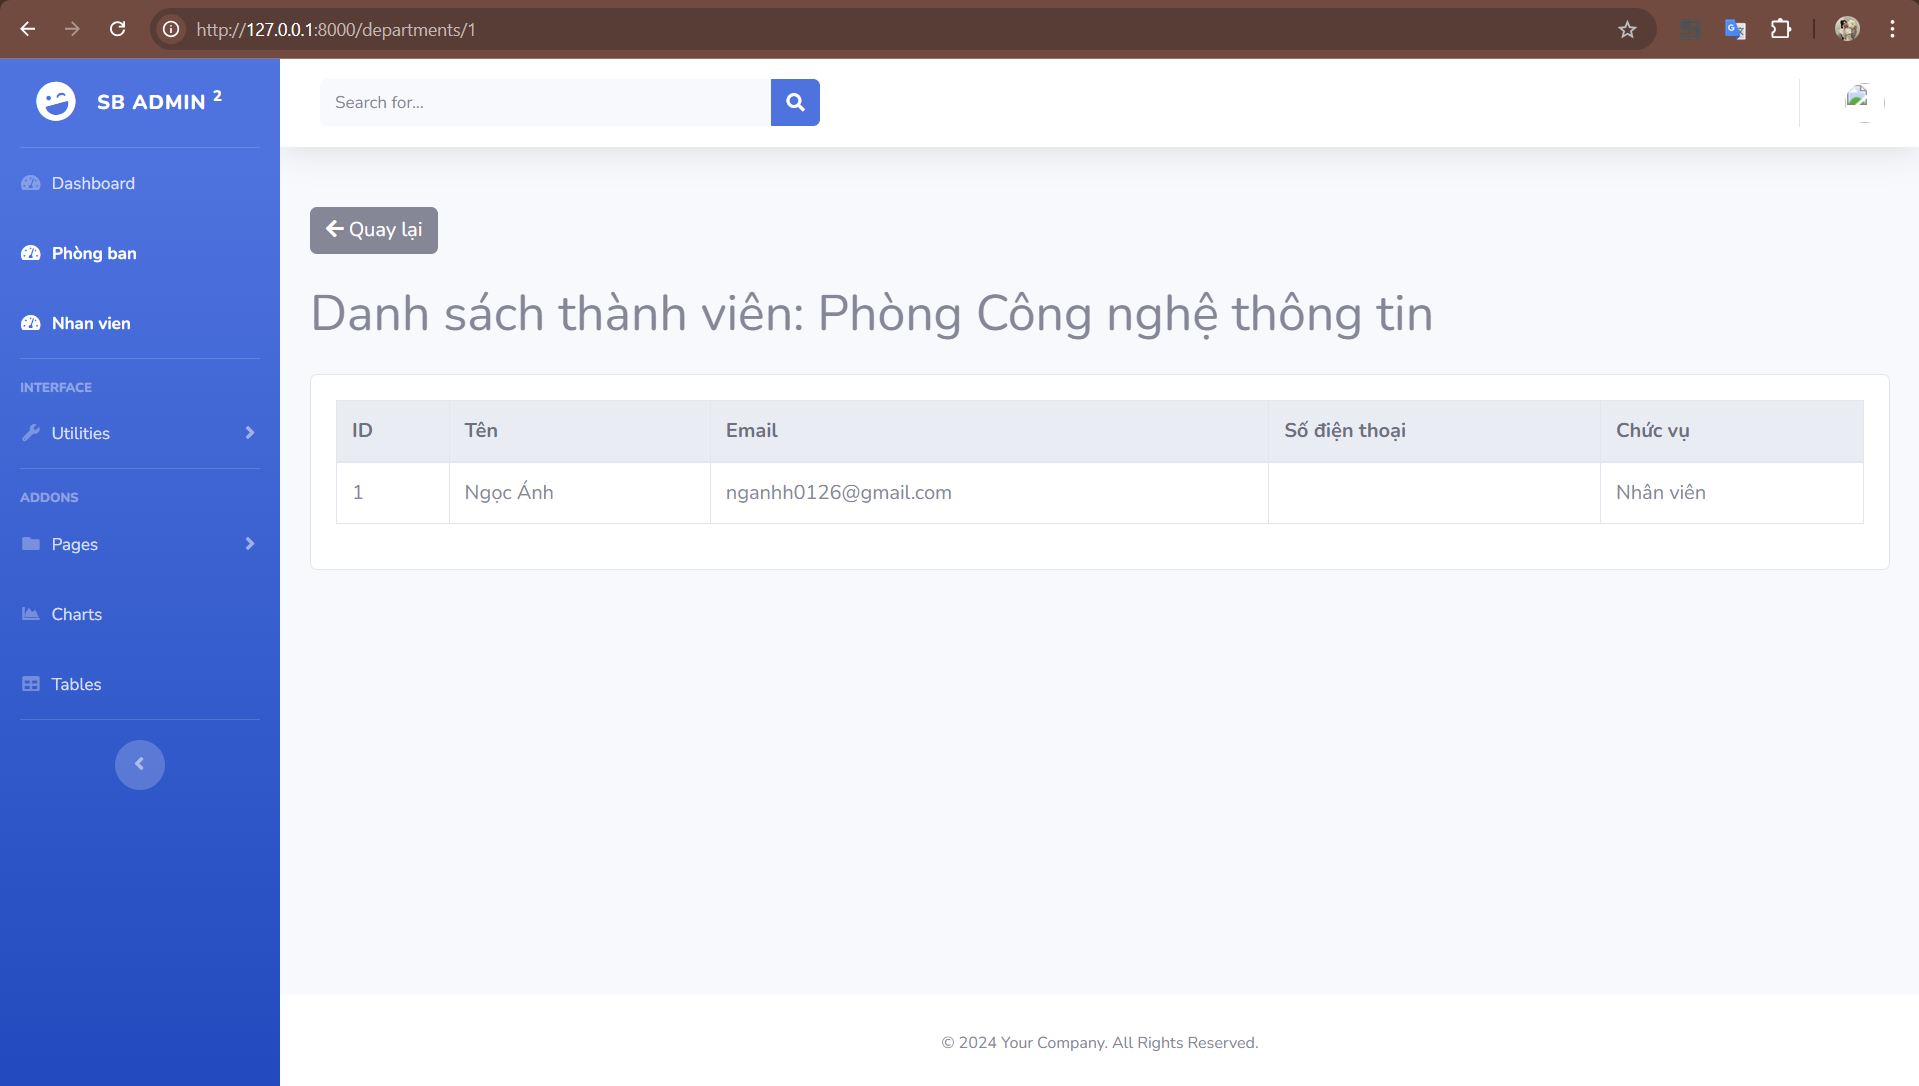 http://127.0.0.1:8000/departments/1
SB ADMIN 2
Search for...
Dashboard
Phòng ban
Nhan vien
INTERFACE
Utilities
ADDONS
Pages
Charts
Tables
Quay lại
Danh sách thành viên: Phòng Công nghệ thông tin
ID Tên Email Số điện thoại Chức vụ
1 Ngọc Ánh nganhh0126@gmail.com Nhân viên
© 2024 Your Company. All Rights Reserved.